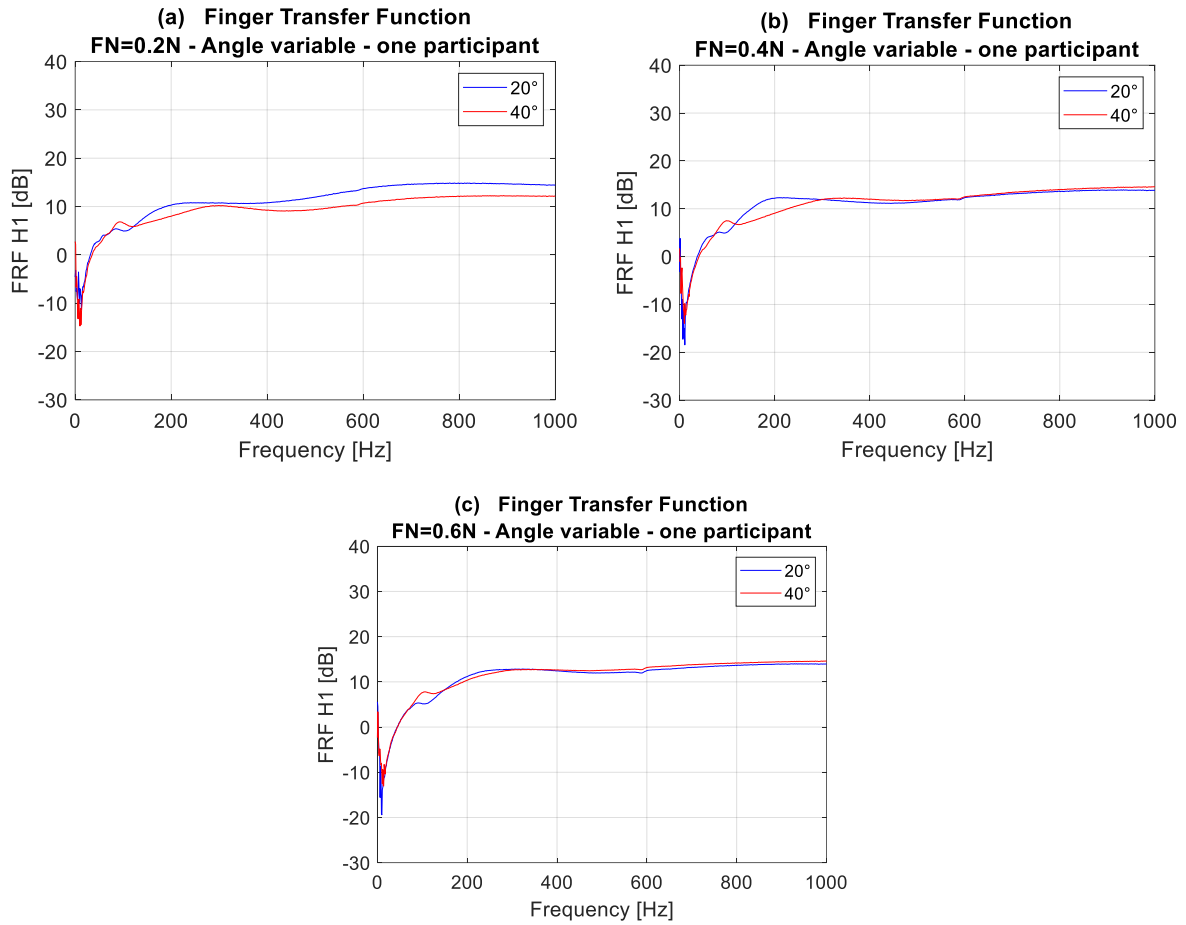 (a) Finger Transfer Function
FN=0.2N - Angle variable - one participant
40
30
20
10
0
-10
-20
-30
FRF H1 [dB]
20°
40°
0 200 400 600 800 1000
Frequency [Hz]
(b) Finger Transfer Function
FN=0.4N - Angle variable - one participant
40
30
20
10
0
-10
-20
-30
FRF H1 [dB]
20°
40°
0 200 400 600 800 1000
Frequency [Hz]
(c) Finger Transfer Function
FN=0.6N - Angle variable - one participant
40
30
20
10
0
-10
-20
-30
FRF H1 [dB]
20°
40°
0 200 400 600 800 1000
Frequency [Hz]